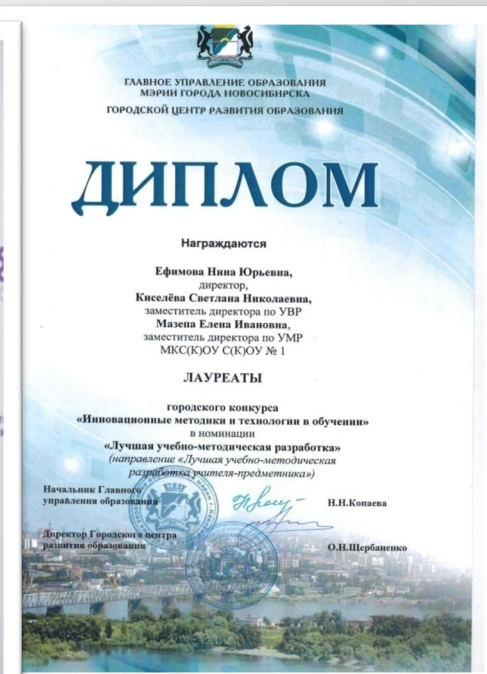 ГЛАВНОЕ УПРАВЛЕНИЕ ОБРАЗОВАНИЯ
МЭРИИ ГОРОДА НОВОСИБИРСКА
ГОРОДСКОЙ ЦЕНТР РАЗВИТИЯ ОБРАЗОВАНИЯ
ДИПЛОМ
Награждаются
Ефимова Нина Юрьевна,
директор,
Киселёва Светлана Николаевна,
заместитель директора по УВР
Мазепа Елена Ивановна,
заместитель директора по УМР
МКС(К)ОУ С(К)ОУ № 1
ЛАУРЕАТЫ
городского конкурса
«Инновационные методики и технологии в обучении»
в номинации
«Лучшая учебно-методическая разработка»
(направление «Лучшая учебно-методическая
разработка учителя-предметника»)
Начальник Главного
управления образования
Н.Н.Копаева
Директор Городского центра
развития образования
О.Н.Щербаненко